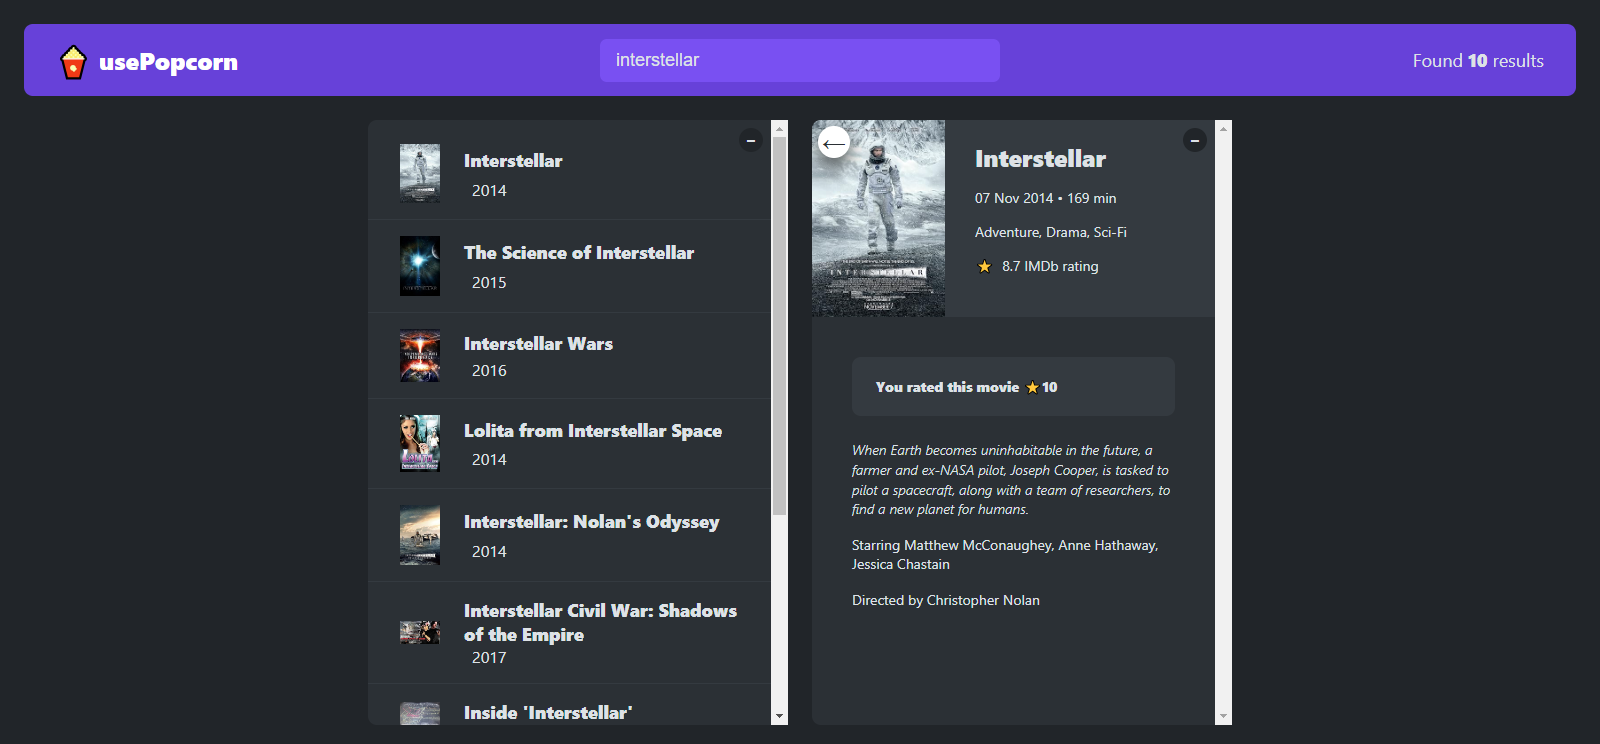 usePopcorn
interstellar
Found 10 results
Interstellar
2014
The Science of Interstellar
2015
Interstellar Wars
2016
Lolita from Interstellar Space
2014
Interstellar: Nolan's Odyssey
2014
Interstellar Civil War: Shadows
of the Empire
2017
Inside 'Interstellar'
←
–
INTERSTELLAR
Interstellar
07 Nov 2014 • 169 min
Adventure, Drama, Sci-Fi
⭐ 8.7 IMDb rating
–
You rated this movie ⭐10
When Earth becomes uninhabitable in the future, a
farmer and ex-NASA pilot, Joseph Cooper, is tasked to
pilot a spacecraft, along with a team of researchers, to
find a new planet for humans.
Starring Matthew McConaughey, Anne Hathaway,
Jessica Chastain
Directed by Christopher Nolan